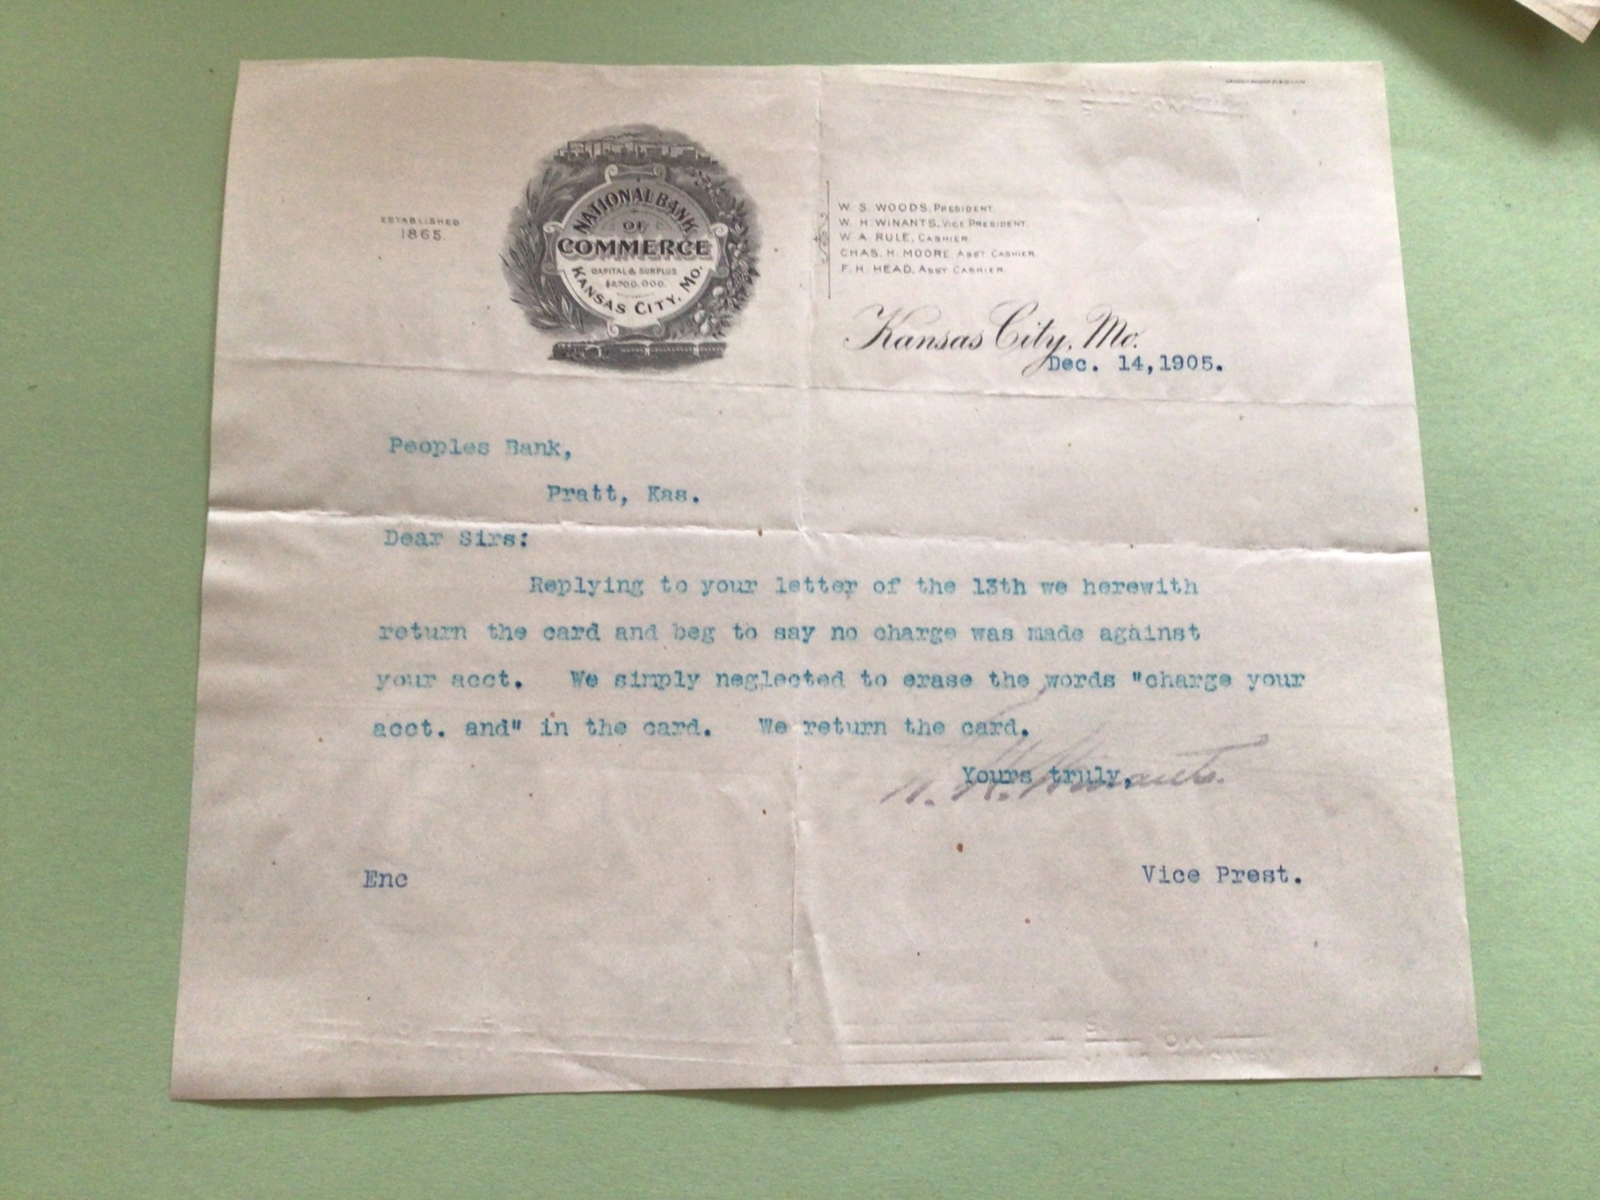 ESTABLISHED
1865.
NATIONAL BANK
OF
COMMERCE
CAPITAL & SURPLUS
KANSAS CITY, MO.
W. S. WOODS, PRESIDENT.
W. H. WINANTS, VICE PRESIDENT.
W. A. RULE, CASHIER.
CHAS. H. MOORE, ASST CASHIER.
F. H. HEAD, ASST CASHIER.
Kansas City, Mo.
Dec. 14,1905.
Peoples Bank,
Pratt, Kas.
Dear Sirs:
Replying to your letter of the 13th we herewith
return the card and beg to say no charge was made against
your acct. We simply neglected to erase the words "charge your
acct. and" in the card. We return the card.
Yours truly,
W. H. Winants.
Enc
Vice Prest.